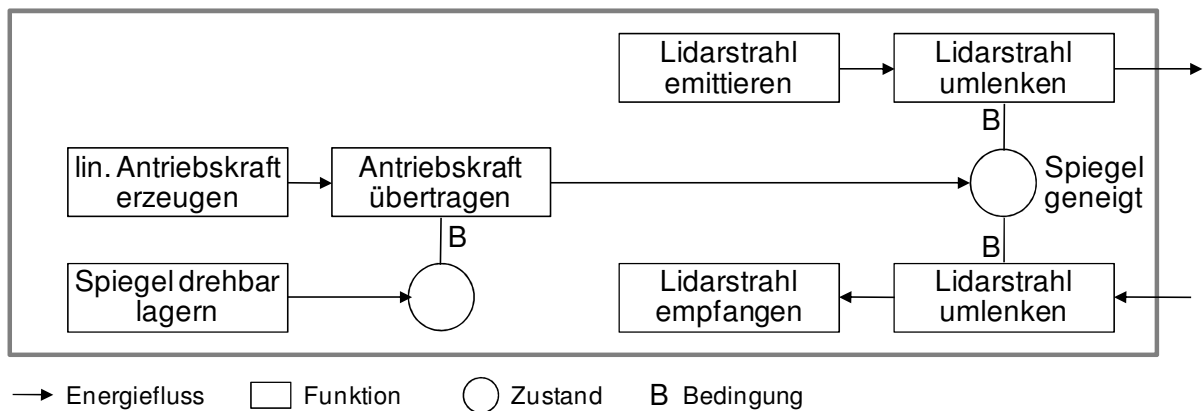 Lidarstrahl
emittieren
Lidarstrahl
umlenken
B
lin. Antriebskraft
erzeugen
Antriebskraft
übertragen
Spiegel
geneigt
B
B
Spiegel drehbar
lagern
Lidarstrahl
empfangen
Lidarstrahl
umlenken
Energiefluss
Funktion
Zustand
B Bedingung